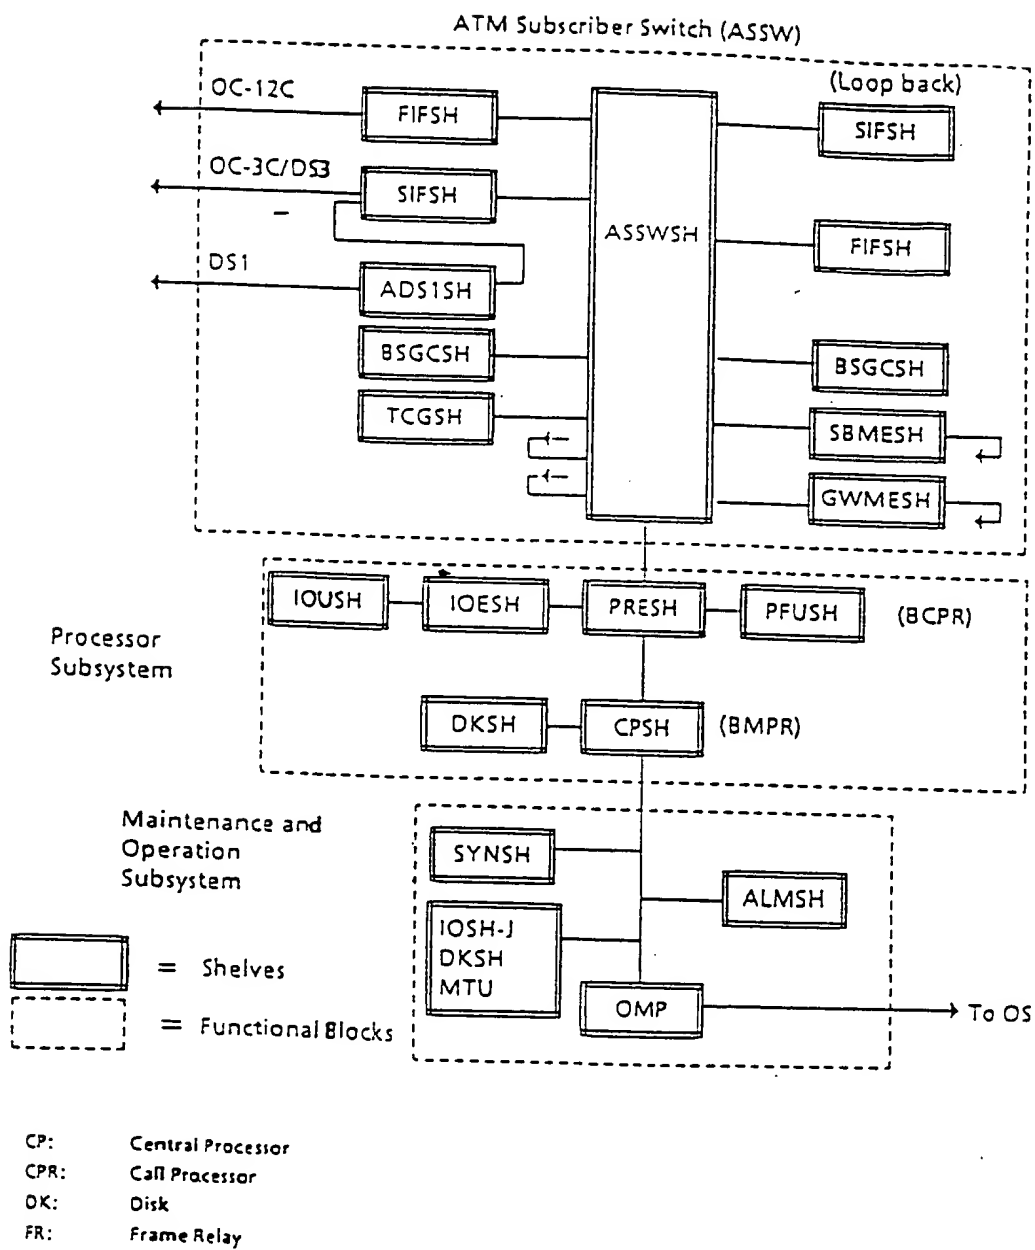 ATM Subscriber Switch (ASSW)
OC-12C
FIFSH
(Loop back)
SIFSH
OC-3C/DS3
SIFSH
ASSWSH
FIFSH
DS1
ADS1SH
BSGCSH
BSGCSH
TCGSH
SBMESH
GWMESH
Processor
Subsystem
IOUSH
IOESH
PRESH
PFUSH
(BCPR)
DKSH
CPSH
(BMPR)
Maintenance and
Operation
Subsystem
SYNSH
ALMSH
IOSH-J
DKSH
MTU
OMP
To OS
= Shelves
= Functional Blocks
CP: Central Processor
CPR: Call Processor
DK: Disk
FR: Frame Relay